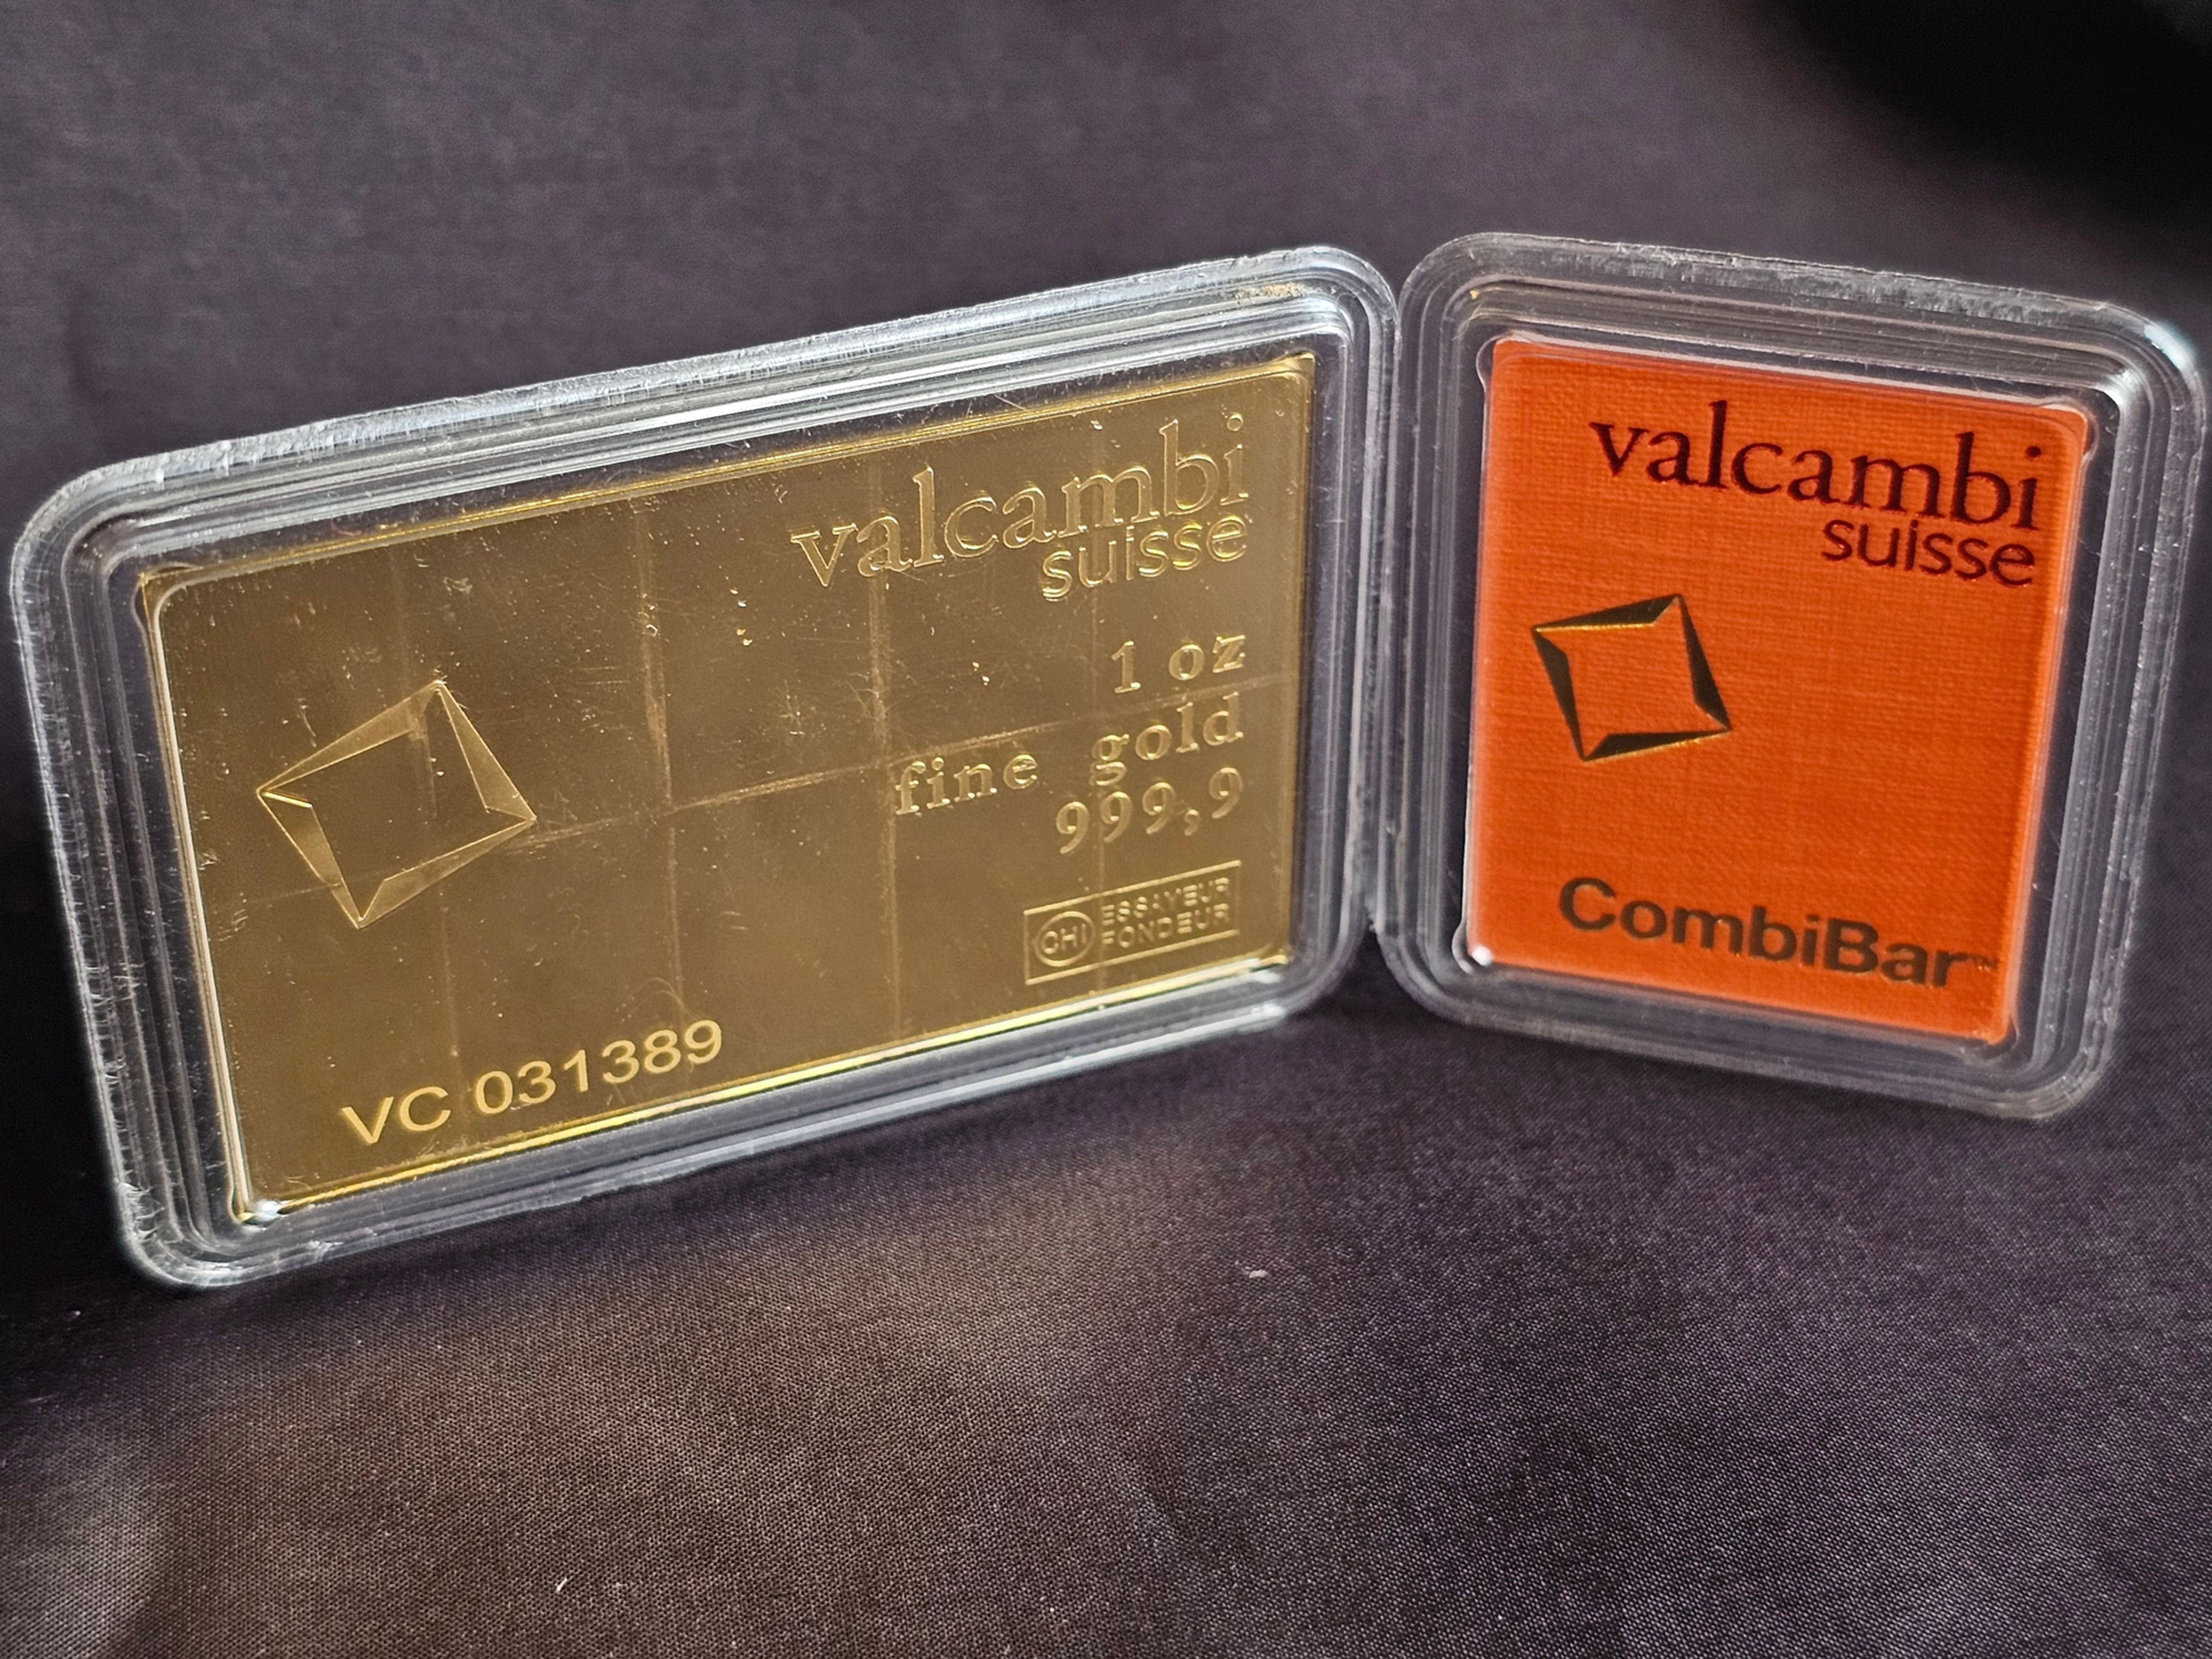 valcambi
suisse
1 oz
fine gold
999,9
CHI ESSAYEUR
FONDEUR
VC 031389
valcambi
suisse
CombiBar™